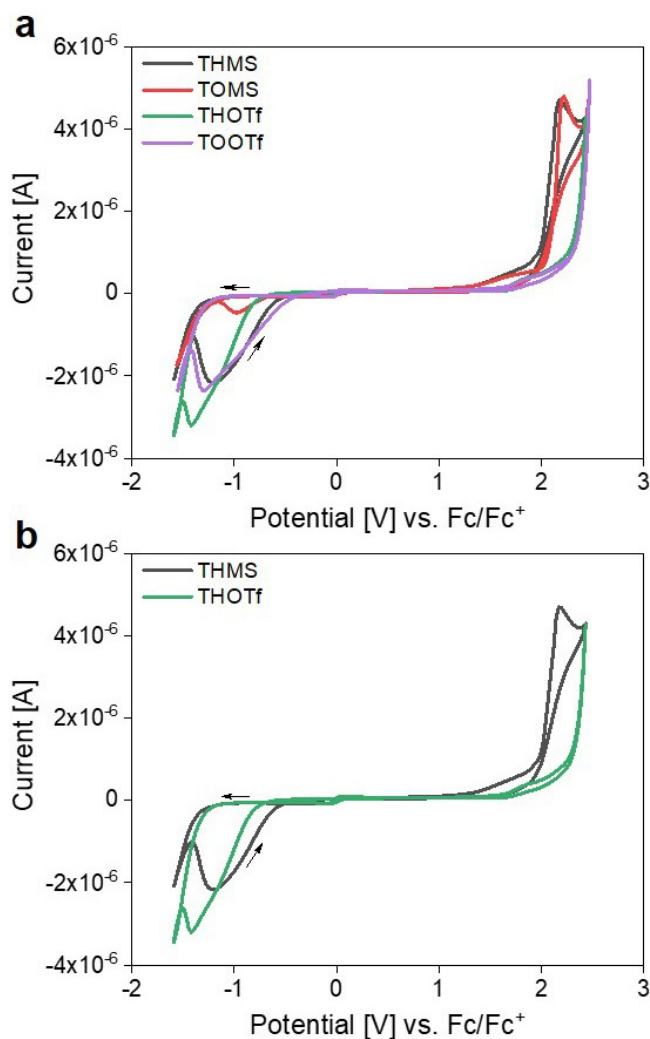 a
6x10⁻⁶
THMS
TOMS
THOTf
TOOTf
4x10⁻⁶
2x10⁻⁶
0
-2x10⁻⁶
-4x10⁻⁶
Current [A]
-2 -1 0 1 2 3
Potential [V] vs. Fc/Fc⁺
b
6x10⁻⁶
THMS
THOTf
4x10⁻⁶
2x10⁻⁶
0
-2x10⁻⁶
-4x10⁻⁶
Current [A]
-2 -1 0 1 2 3
Potential [V] vs. Fc/Fc⁺